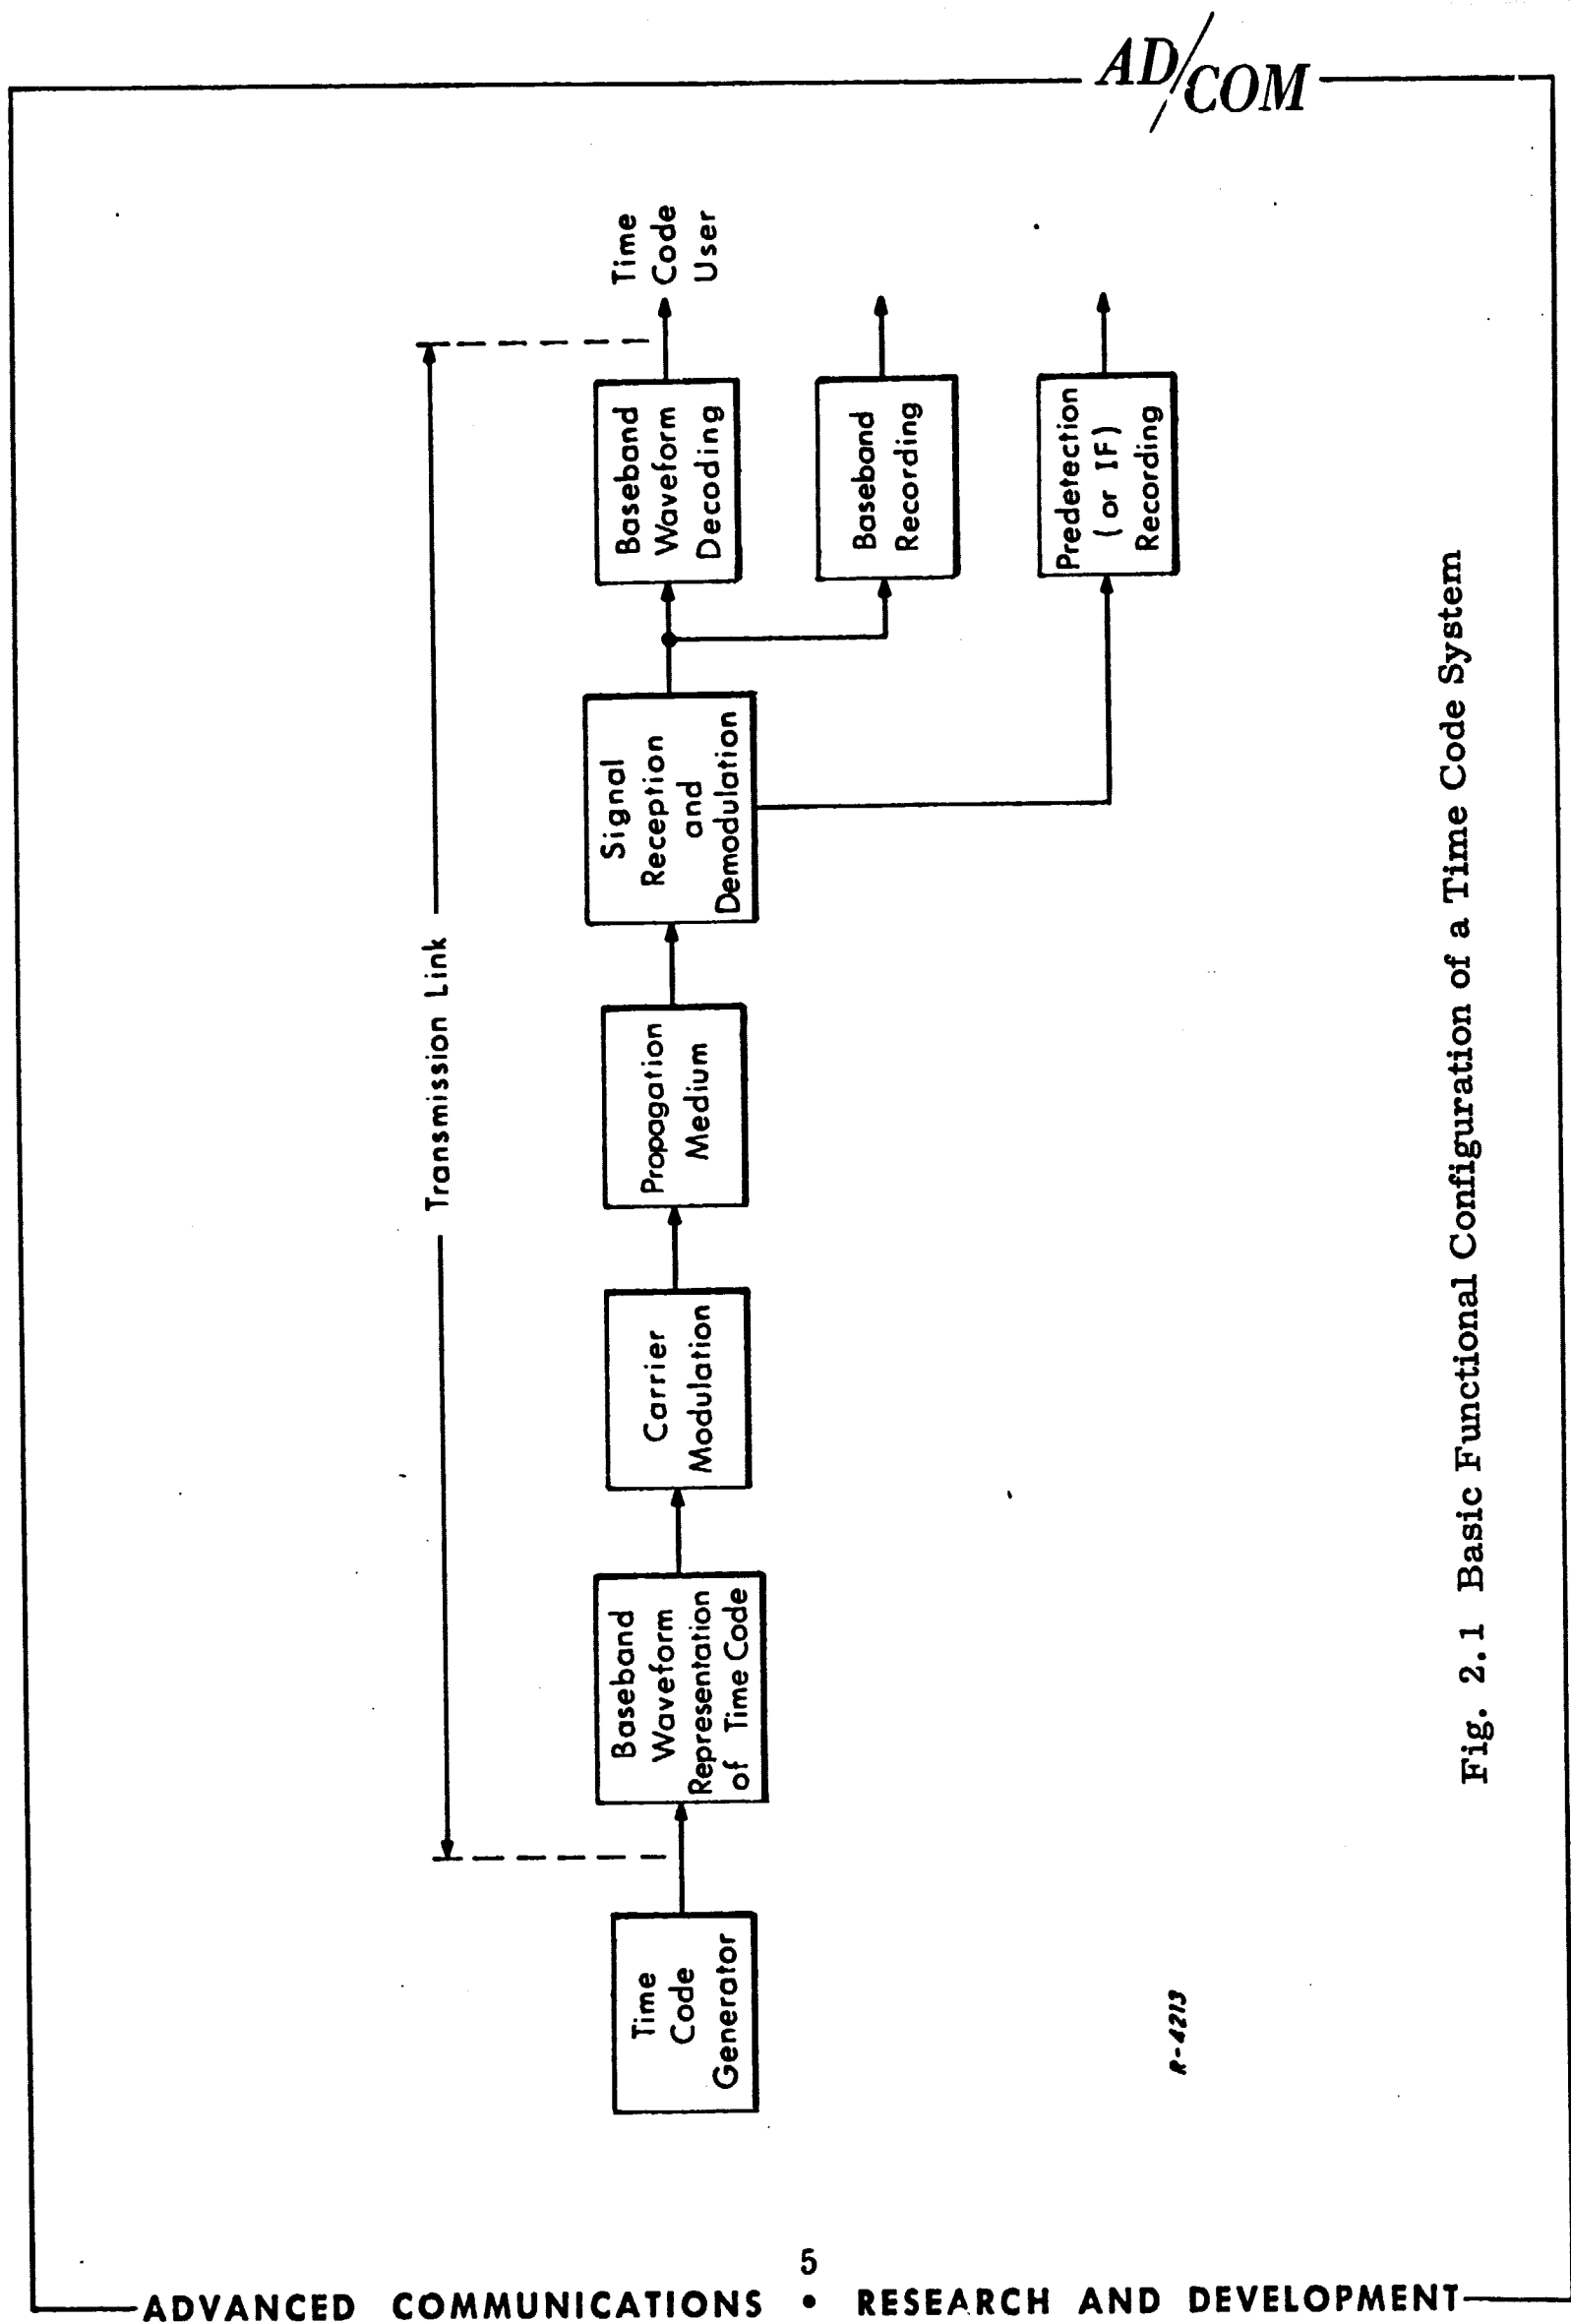 AD/COM
Transmission Link
Time
Code
Generator
Baseband
Waveform
Representation
of Time Code
Carrier
Modulation
Propagation
Medium
Signal
Reception
and
Demodulation
Baseband
Waveform
Decoding
Time
Code
User
Baseband
Recording
Predetection
(or IF)
Recording
R-4213
Fig. 2.1 Basic Functional Configuration of a Time Code System
5
ADVANCED COMMUNICATIONS • RESEARCH AND DEVELOPMENT